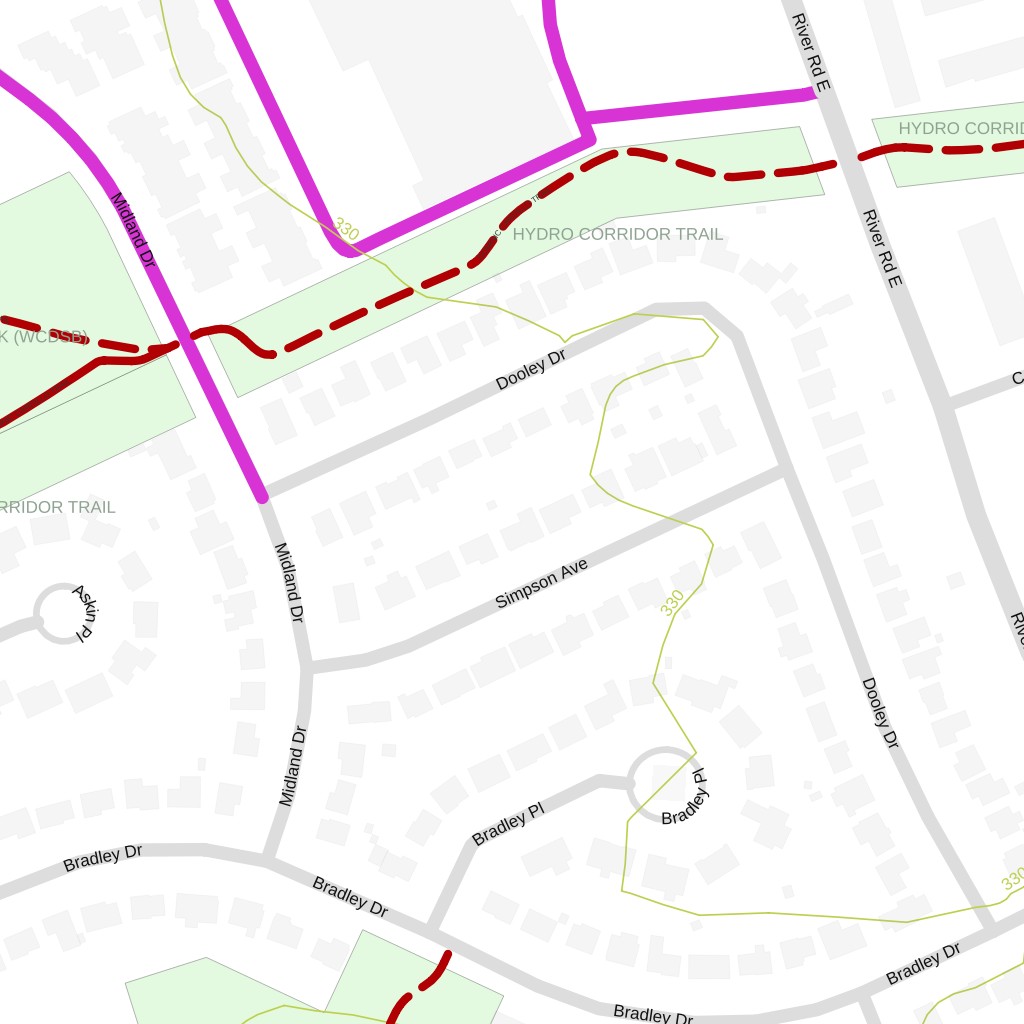 River Rd E
HYDRO CORRID
Midland Dr
330
HYDRO CORRIDOR TRAIL
River Rd E
K (WCDSB)
Dooley Dr
RRIDOR TRAIL
Midland Dr
Simpson Ave
Askin Pl
330
Dooley Dr
Midland Dr
Bradley Pl
Bradley Pl
Bradley Dr
Bradley Dr
330
Bradley Dr
Bradley Dr